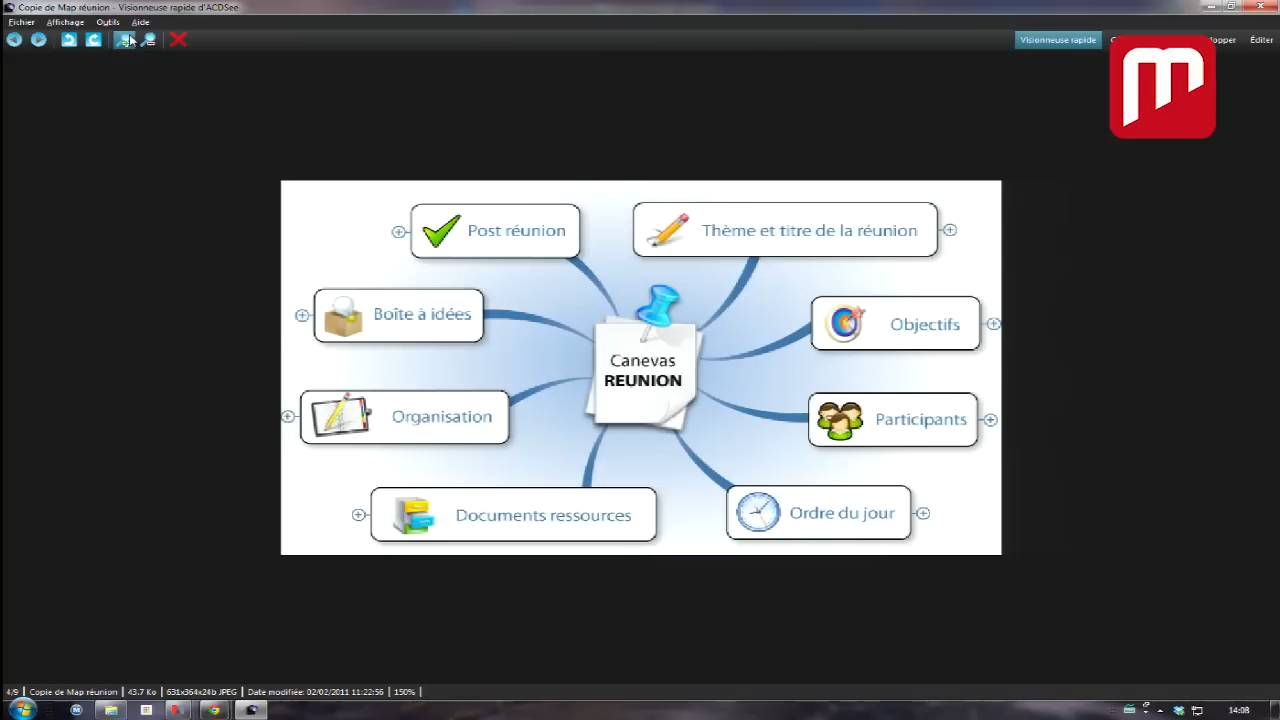 Copie de Map réunion - Visionneuse rapide d'ACDSee
Fichier Affichage Outils Aide
Visionneuse rapide
Éditer
Post réunion
Thème et titre de la réunion
Boîte à idées
Objectifs
Canevas
REUNION
Organisation
Participants
Documents ressources
Ordre du jour
4/9 Copie de Map réunion 43.7 Ko 631x364x24b JPEG Date modifiée: 02/02/2011 11:22:56 150%
14:08